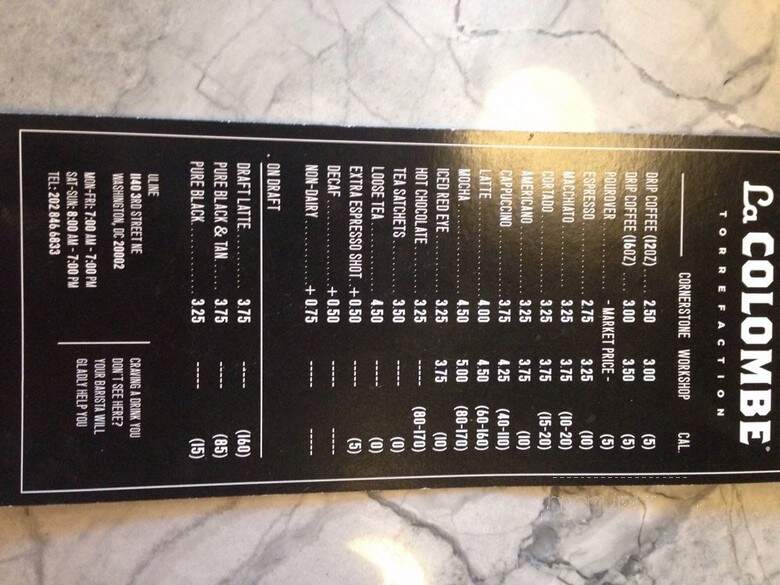 La COLOMBE®
TORREFACTION
CORNERSTONE WORKSHOP CAL.
DRIP COFFEE (12OZ) ..... 2.50 3.00 (5)
DRIP COFFEE (16OZ) ..... 3.00 3.50 (5)
POUROVER ..... - MARKET PRICE - (5)
ESPRESSO ..... 2.75 3.25 (10)
MACCHIATO ..... 3.25 3.75 (10-20)
CORTADO ..... 3.25 3.75 (15-20)
AMERICANO ..... 3.25 3.75 (10)
CAPPUCCINO ..... 3.75 4.25 (40-110)
LATTE ..... 4.00 4.50 (60-160)
MOCHA ..... 4.50 5.00 (80-170)
ICED RED EYE ..... 3.25 3.75 (10)
HOT CHOCOLATE ..... 3.25 ----- (80-170)
TEA SATCHETS ..... 3.50 ----- (0)
LOOSE TEA ..... 4.50 ----- (0)
EXTRA ESPRESSO SHOT .. + 0.50 ----- (5)
DECAF ..... + 0.50 ----- -----
NON-DAIRY ..... + 0.75 ----- -----
ON DRAFT
DRAFT LATTE ..... 3.75 ----- (160)
PURE BLACK & TAN ..... 3.75 ----- (85)
PURE BLACK ..... 3.25 ----- (15)
ULINE
1140 3RD STREET NE
WASHINGTON, DC 20002
MON-FRI: 7:00 AM - 7:00 PM
SAT-SUN: 8:00 AM - 7:00 PM
TEL: 202 846 6833
CRAVING A DRINK YOU
DON'T SEE HERE?
YOUR BARISTA WILL
GLADLY HELP YOU